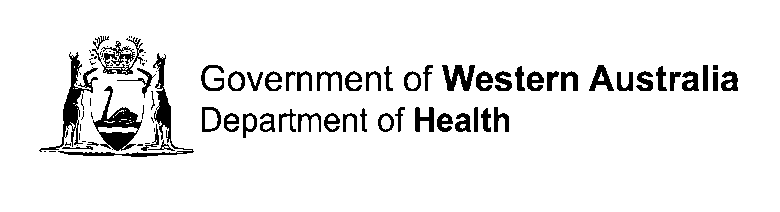 Government of Western Australia
Department of Health